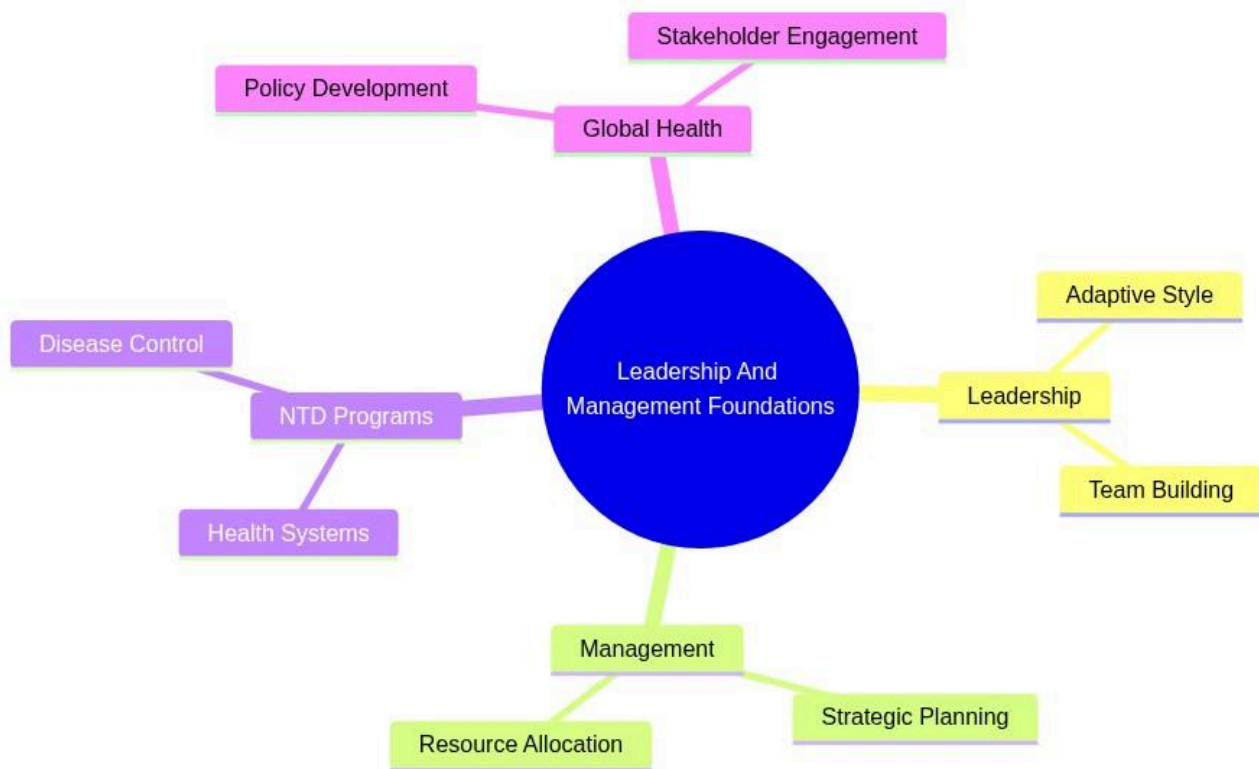 Stakeholder Engagement
Policy Development
Global Health
Adaptive Style
Disease Control
Leadership And
Management Foundations
Leadership
NTD Programs
Team Building
Health Systems
Management
Strategic Planning
Resource Allocation